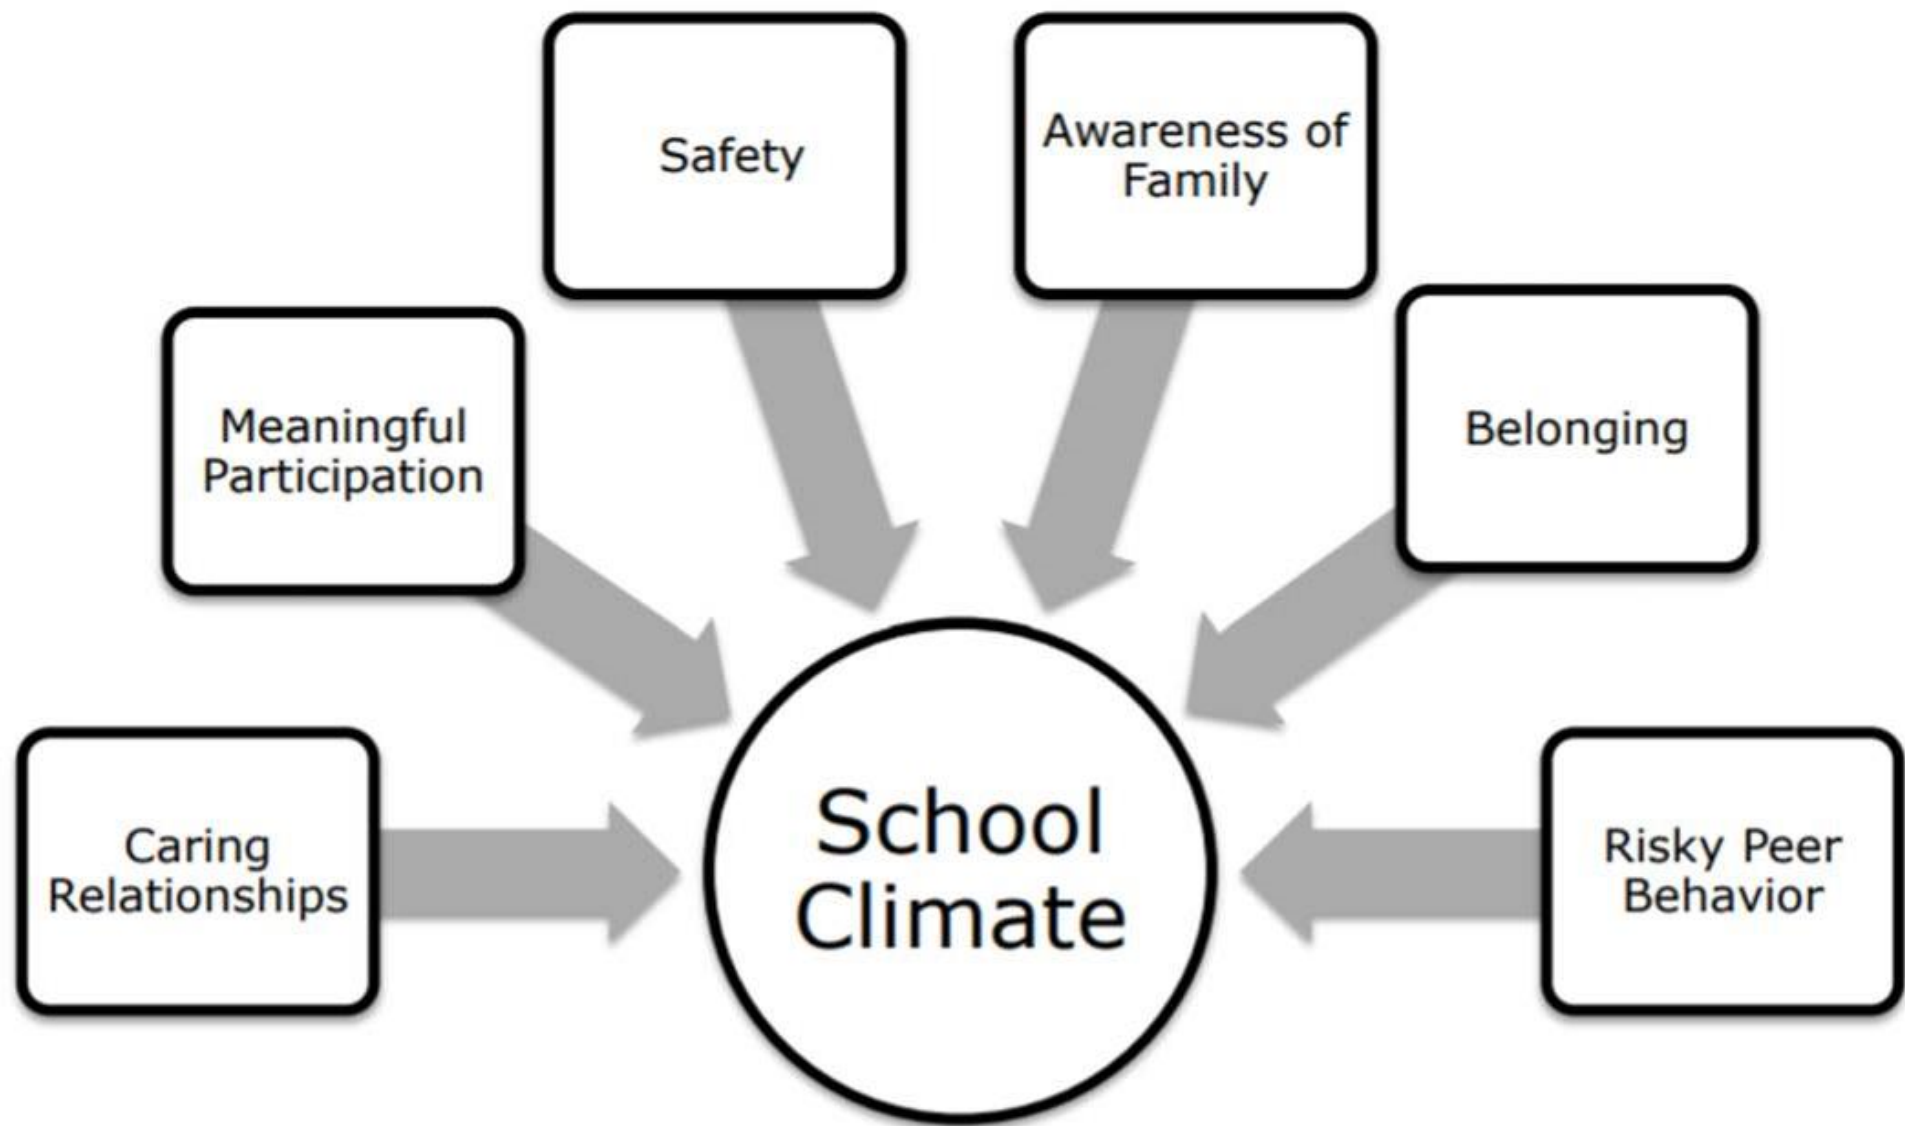 Safety
Awareness of
Family
Meaningful
Participation
Belonging
Caring
Relationships
School
Climate
Risky Peer
Behavior